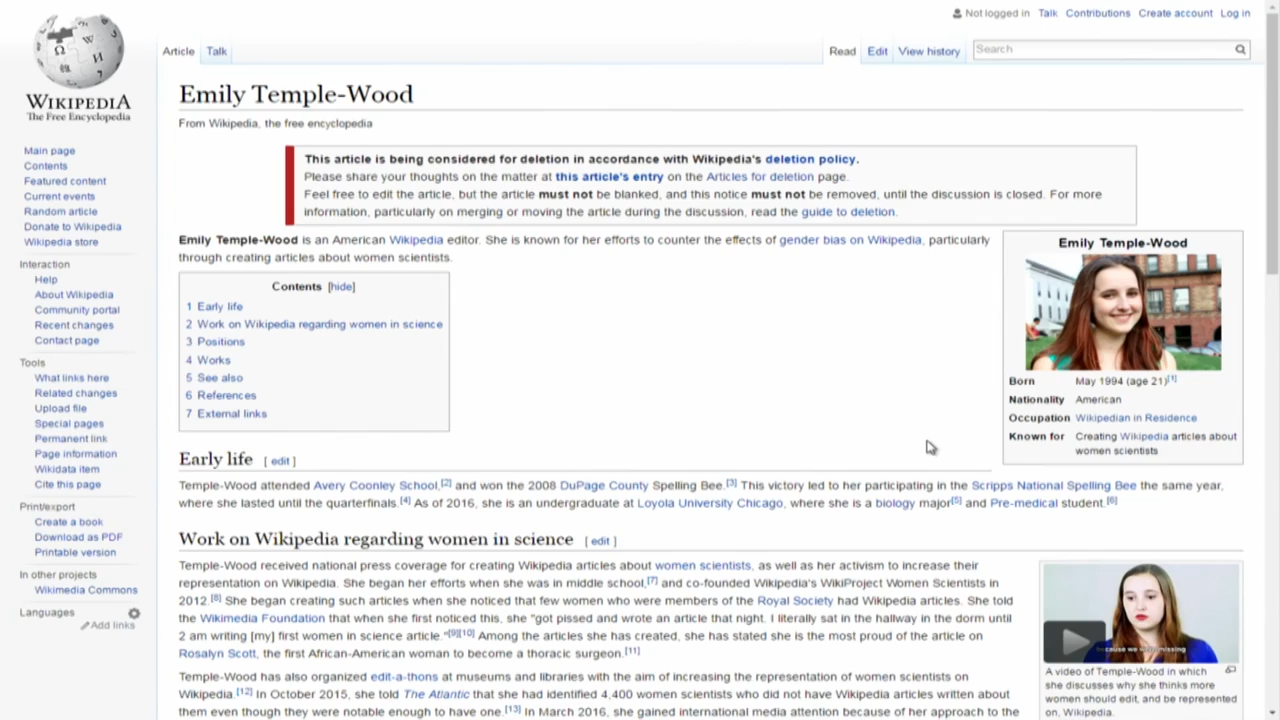 Not logged in Talk Contributions Create account Log in
Article Talk
Read Edit View history Search
WIKIPEDIA
The Free Encyclopedia
Main page
Contents
Featured content
Current events
Random article
Donate to Wikipedia
Wikipedia store
Interaction
Help
About Wikipedia
Community portal
Recent changes
Contact page
Tools
What links here
Related changes
Upload file
Special pages
Permanent link
Page information
Wikidata item
Cite this page
Print/export
Create a book
Download as PDF
Printable version
In other projects
Wikimedia Commons
Languages
Add links
Emily Temple-Wood
From Wikipedia, the free encyclopedia
This article is being considered for deletion in accordance with Wikipedia's deletion policy.
Please share your thoughts on the matter at this article's entry on the Articles for deletion page.
Feel free to edit the article, but the article must not be blanked, and this notice must not be removed, until the discussion is closed. For more
information, particularly on merging or moving the article during the discussion, read the guide to deletion.
Emily Temple-Wood is an American Wikipedia editor. She is known for her efforts to counter the effects of gender bias on Wikipedia, particularly
through creating articles about women scientists.
Contents [hide]
1 Early life
2 Work on Wikipedia regarding women in science
3 Positions
4 Works
5 See also
6 References
7 External links
Emily Temple-Wood
Born May 1994 (age 21)[1]
Nationality American
Occupation Wikipedian in Residence
Known for Creating Wikipedia articles about
women scientists
Early life [ edit ]
Temple-Wood attended Avery Coonley School,[2] and won the 2008 DuPage County Spelling Bee.[3] This victory led to her participating in the Scripps National Spelling Bee the same year,
where she lasted until the quarterfinals.[4] As of 2016, she is an undergraduate at Loyola University Chicago, where she is a biology major[5] and Pre-medical student.[6]
Work on Wikipedia regarding women in science [ edit ]
Temple-Wood received national press coverage for creating Wikipedia articles about women scientists, as well as her activism to increase their
representation on Wikipedia. She began her efforts when she was in middle school,[7] and co-founded Wikipedia's WikiProject Women Scientists in
2012.[8] She began creating such articles when she noticed that few women who were members of the Royal Society had Wikipedia articles. She told
the Wikimedia Foundation that when she first noticed this, she "got pissed and wrote an article that night. I literally sat in the hallway in the dorm until
2 am writing [my] first women in science article."[9][10] Among the articles she has created, she has stated she is the most proud of the article on
Rosalyn Scott, the first African-American woman to become a thoracic surgeon.[11]
Temple-Wood has also organized edit-a-thons at museums and libraries with the aim of increasing the representation of women scientists on
Wikipedia.[12] In October 2015, she told The Atlantic that she had identified 4,400 women scientists who did not have Wikipedia articles written about
them even though they were notable enough to have one.[13] In March 2016, she gained international media attention because of her approach to the
cause we missing
A video of Temple-Wood in which
she discusses why she thinks more
women should edit, and be represented
on, Wikipedia.